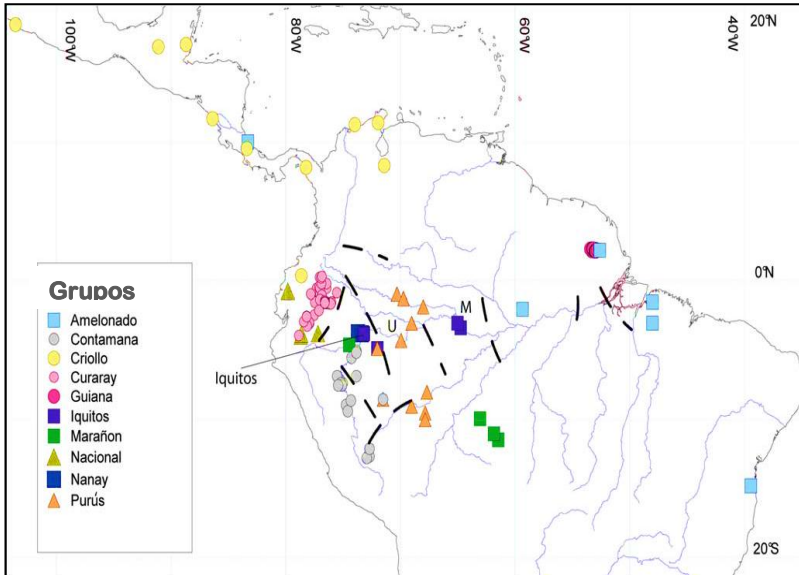 100°W
80°W
60°W
40°W
20°N
0°N
M
U
Iquitos
20°S
Grupos
Amelonado
Contamana
Criollo
Curaray
Guiana
Iquitos
Marañon
Nacional
Nanay
Purús